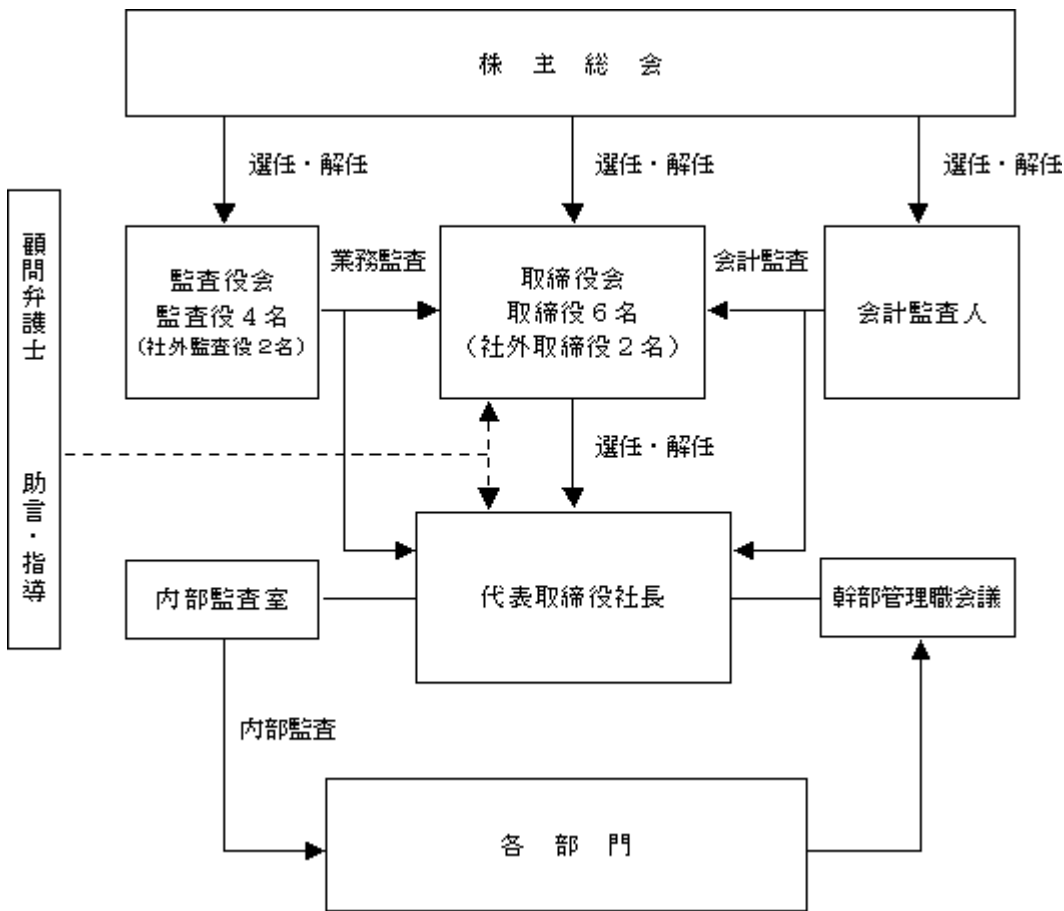 株主総会
選任・解任
選任・解任
選任・解任
顧問弁護士 助言・指導
監査役会
監査役4名
(社外監査役2名)
業務監査
取締役会
取締役6名
(社外取締役2名)
会計監査
会計監査人
選任・解任
内部監査室
代表取締役社長
幹部管理職会議
内部監査
各部門